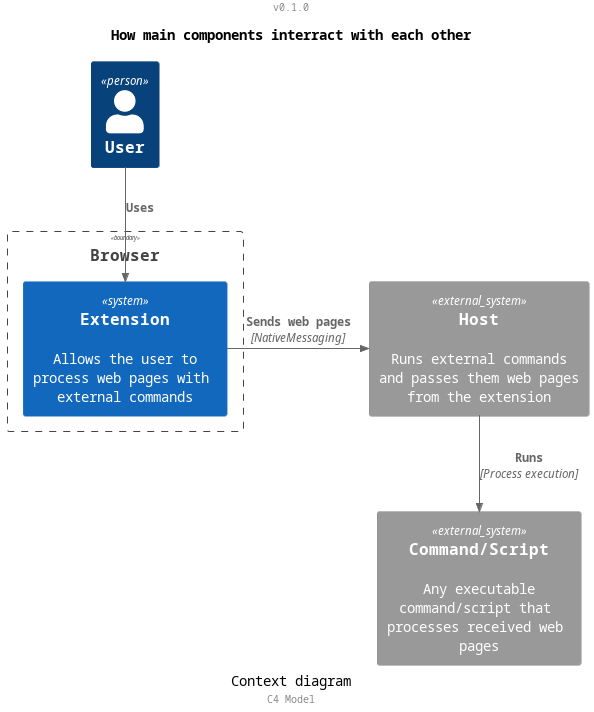 v0.1.0
How main components interract with each other
«person»
User
Uses
«boundary»
Browser
«system»
Extension
Allows the user to
process web pages with
external commands
Sends web pages
[NativeMessaging]
«external_system»
Host
Runs external commands
and passes them web pages
from the extension
Runs
[Process execution]
«external_system»
Command/Script
Any executable
command/script that
processes received web
pages
Context diagram
C4 Model